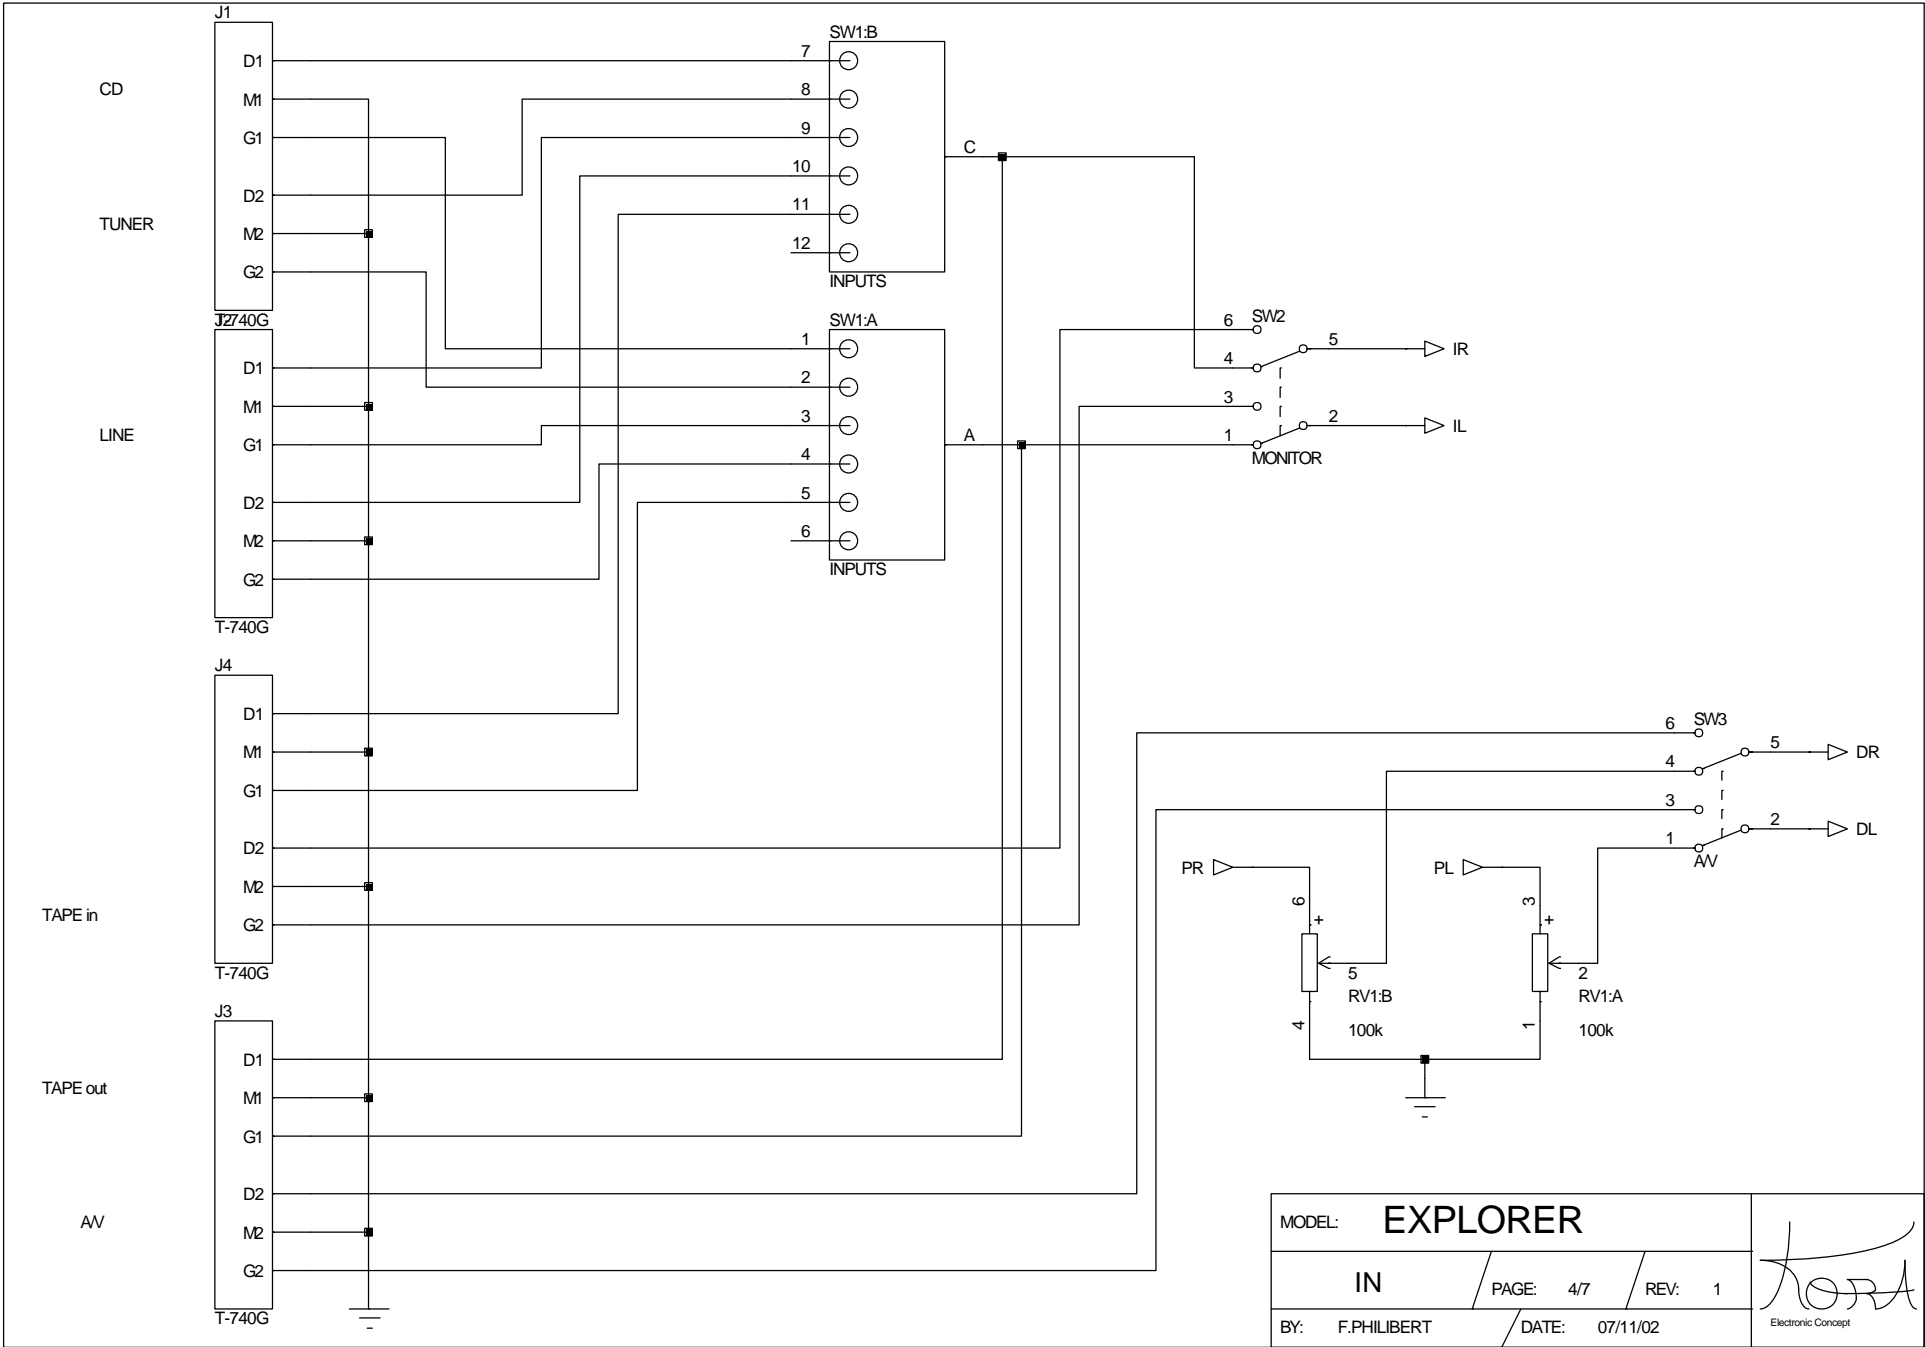 J1
D1
M1
G1
D2
M2
G2
CD
TUNER
T-740G
J2
D1
M1
G1
D2
M2
G2
LINE
T-740G
J4
D1
M1
G1
D2
M2
G2
TAPE in
T-740G
J3
D1
M1
G1
D2
M2
G2
TAPE out
A/V
T-740G
SW1:B
7
8
9
10
11
12
C
INPUTS
SW1:A
1
2
3
4
5
6
A
INPUTS
SW2
6
5
IR
4
3
2
IL
1
MONITOR
SW3
6
5
DR
4
3
2
DL
1
A/V
PR
6
+
5
RV1:B
4
100k
PL
3
+
2
RV1:A
1
100k
MODEL: EXPLORER
IN PAGE: 4/7 REV: 1
BY: F.PHILIBERT DATE: 07/11/02
KORA
Electronic Concept